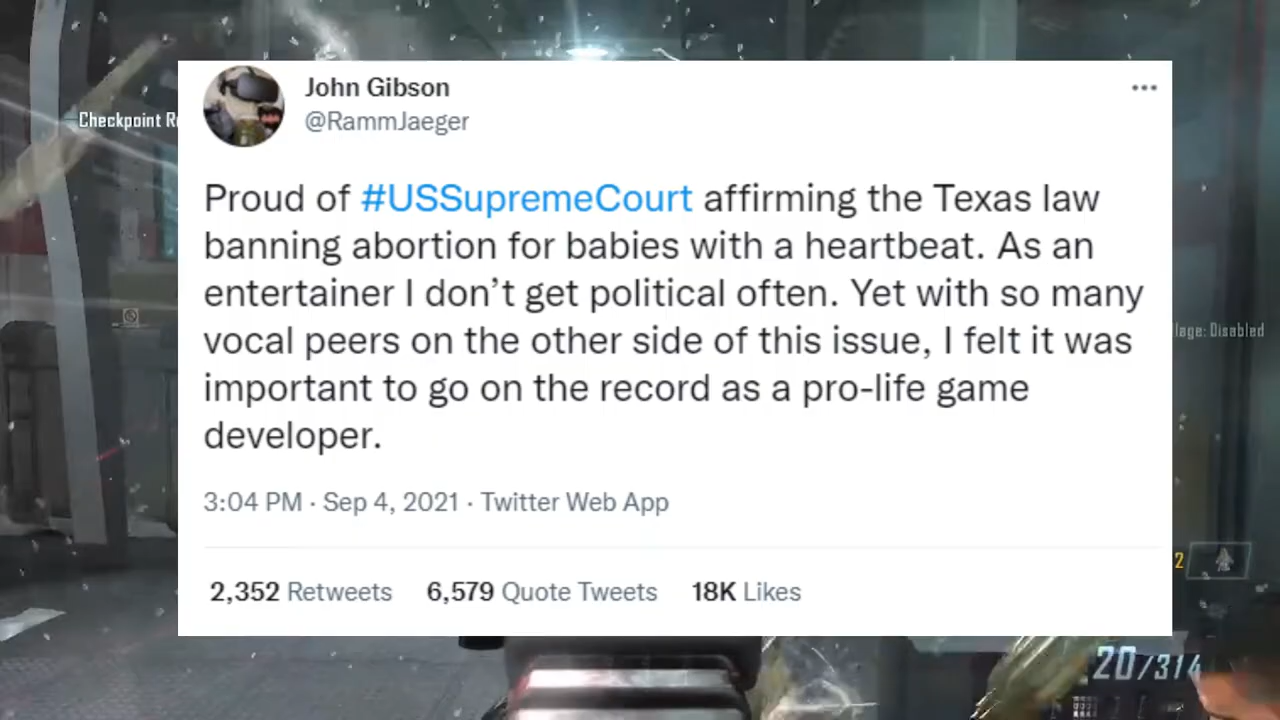 John Gibson
@RammJaeger
Checkpoint
Proud of #USSupremeCourt affirming the Texas law
banning abortion for babies with a heartbeat. As an
entertainer I don’t get political often. Yet with so many
vocal peers on the other side of this issue, I felt it was
important to go on the record as a pro-life game
developer.
: Disabled
3:04 PM · Sep 4, 2021 · Twitter Web App
2
2,352 Retweets 6,579 Quote Tweets 18K Likes
20/314